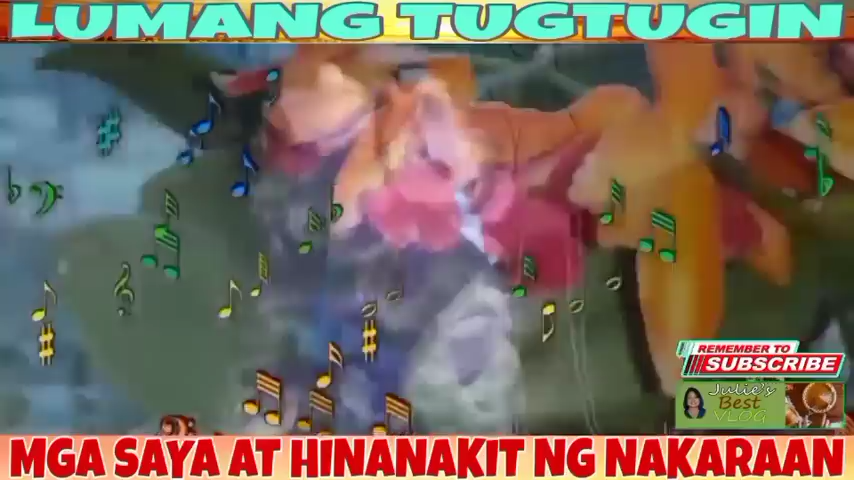 LUMANG TUGTUGIN
REMEMBER TO
SUBSCRIBE
Julie's
Best
VLOG
MGA SAYA AT HINANAKIT NG NAKARAAN